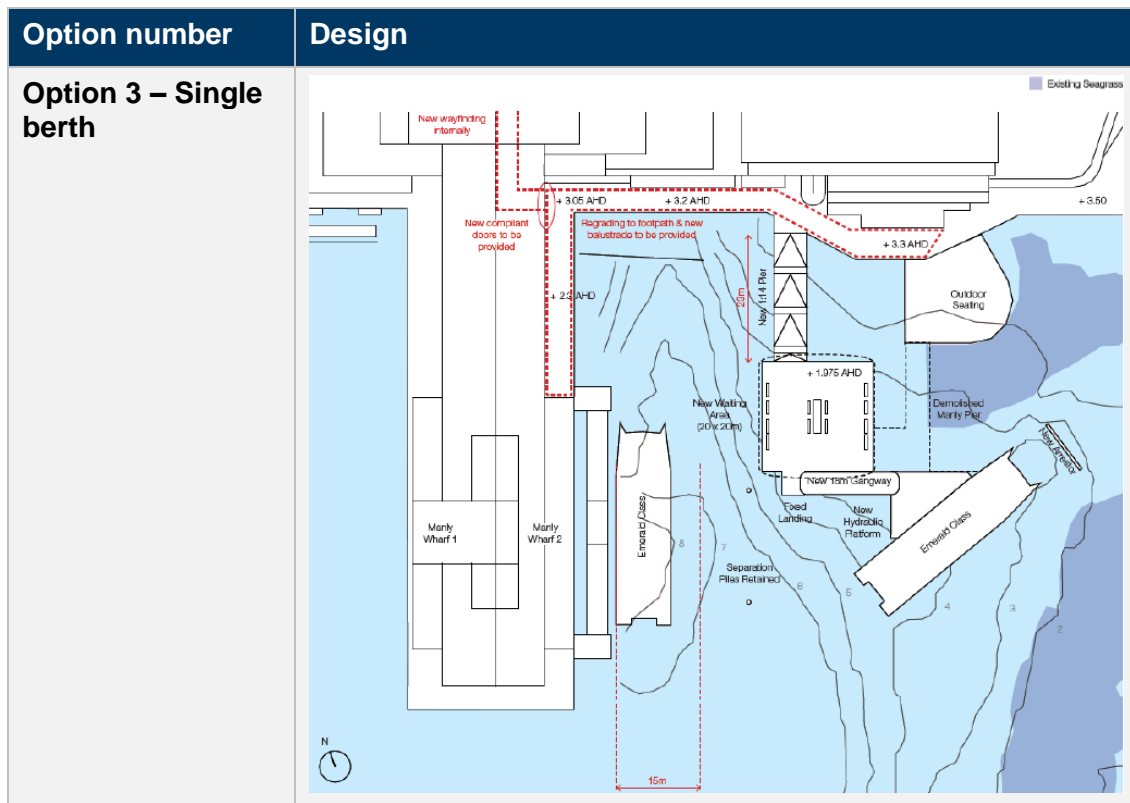 Option number
Design
Option 3 – Single
berth
Existing Seagrass
New wayfinding
internally
+ 3.05 AHD
+ 3.2 AHD
+ 3.50
New compliant
doors to be
provided
Regrading to footpath & new
balustrade to be provided
+ 3.3 AHD
23m
New 1:14 Pier
Outdoor
Seating
AHD
+ 1.975 AHD
New Waiting
Area
(20 x 20m)
Demolished
Manly Pier
New Arrestor
New 18m Gangway
Fixed
Landing
New
Hydraulic
Platform
Emerald Class
Manly
Wharf 1
Manly
Wharf 2
Emerald Class
8
7
Separation
Piles Retained
6
5
4
3
2
N
15m